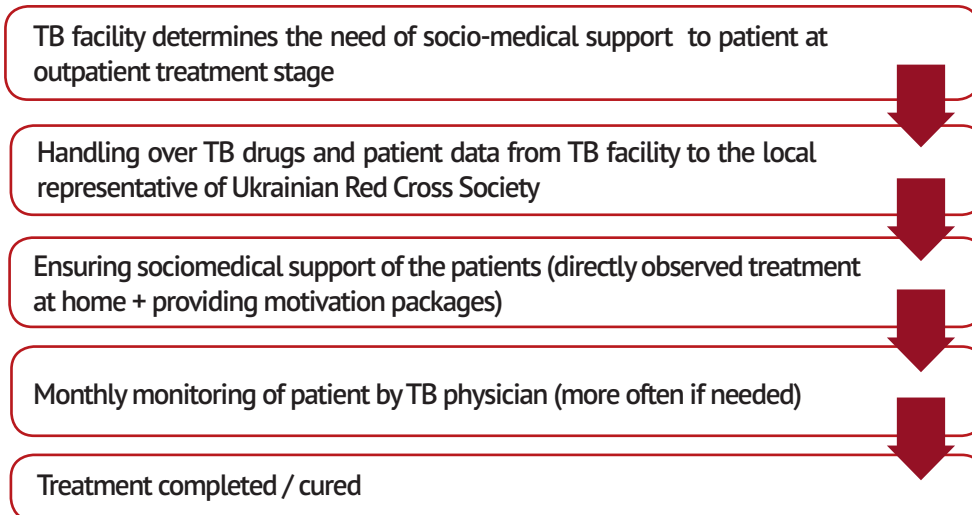 TB facility determines the need of socio-medical support to patient at
outpatient treatment stage
Handling over TB drugs and patient data from TB facility to the local
representative of Ukrainian Red Cross Society
Ensuring sociomedical support of the patients (directly observed treatment
at home + providing motivation packages)
Monthly monitoring of patient by TB physician (more often if needed)
Treatment completed / cured